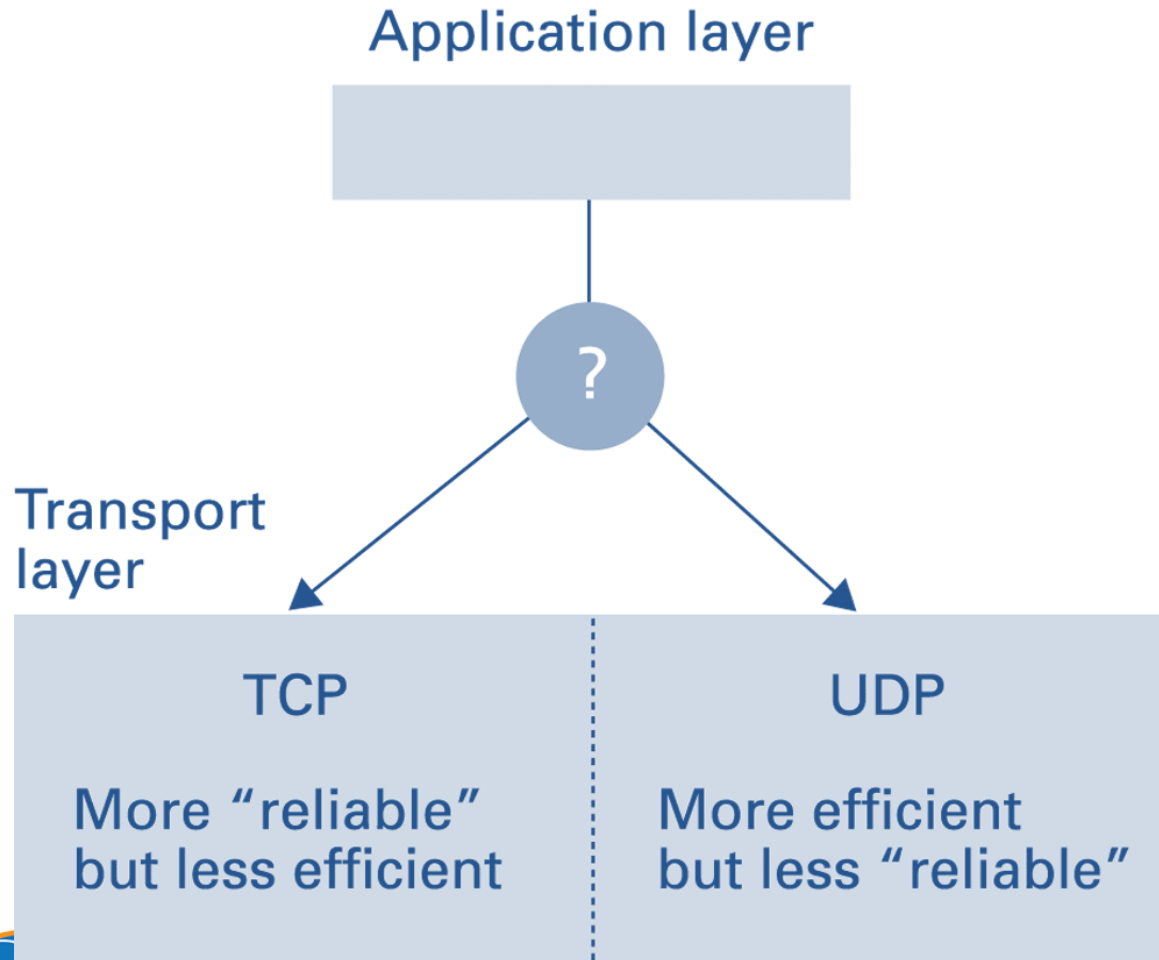 Application layer
?
Transport
layer
TCP
More “reliable”
but less efficient
UDP
More efficient
but less “reliable”